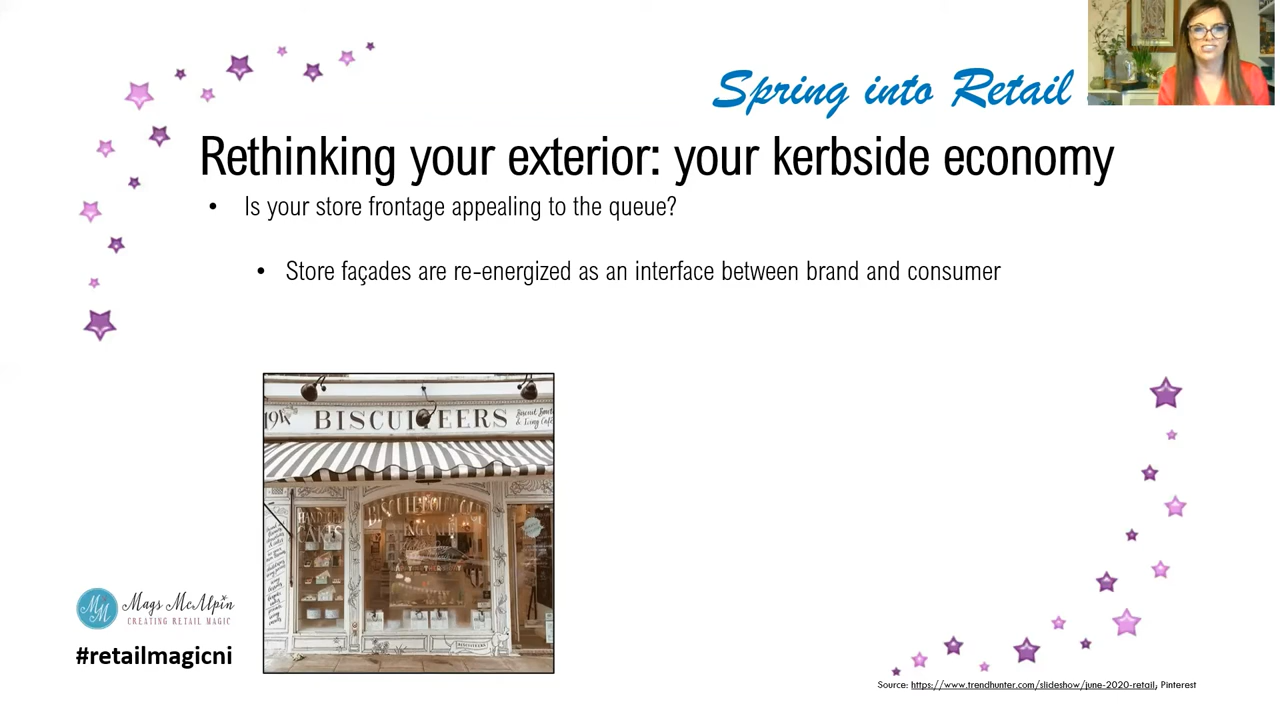 Spring into Retail
Rethinking your exterior: your kerbside economy
• Is your store frontage appealing to the queue?
• Store façades are re-energized as an interface between brand and consumer
BISCUITEERS
MM
Mags McAlpin
CREATING RETAIL MAGIC
#retailmagicni
Source: https://www.trendhunter.com/slideshow/june-2020-retail, Pinterest